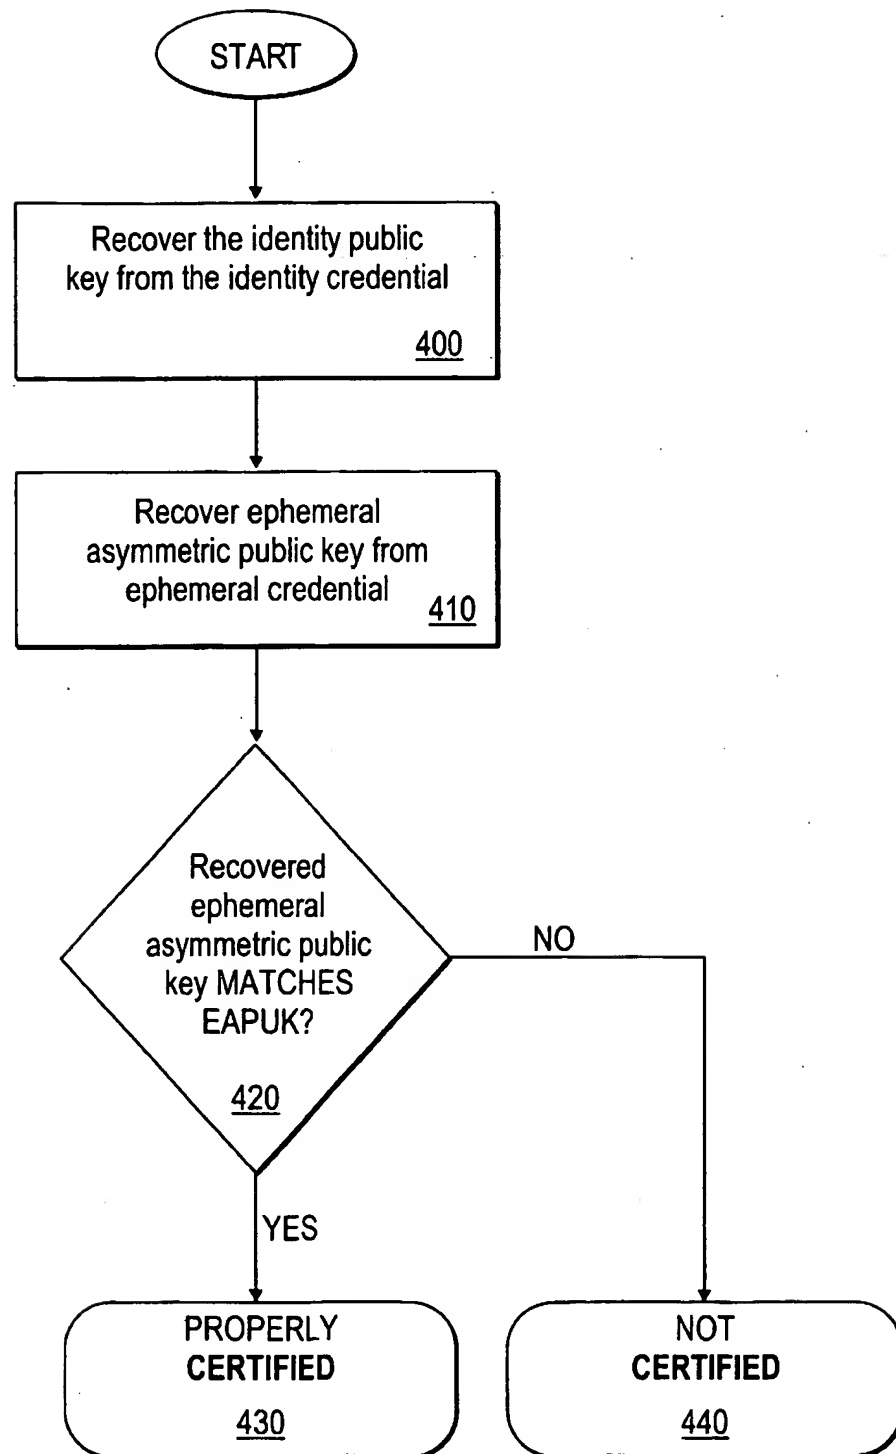 START
Recover the identity public
key from the identity credential
400
Recover ephemeral
asymmetric public key from
ephemeral credential
410
Recovered
ephemeral
asymmetric public
key MATCHES
EAPUK?
420
NO
YES
PROPERLY
CERTIFIED
430
NOT
CERTIFIED
440